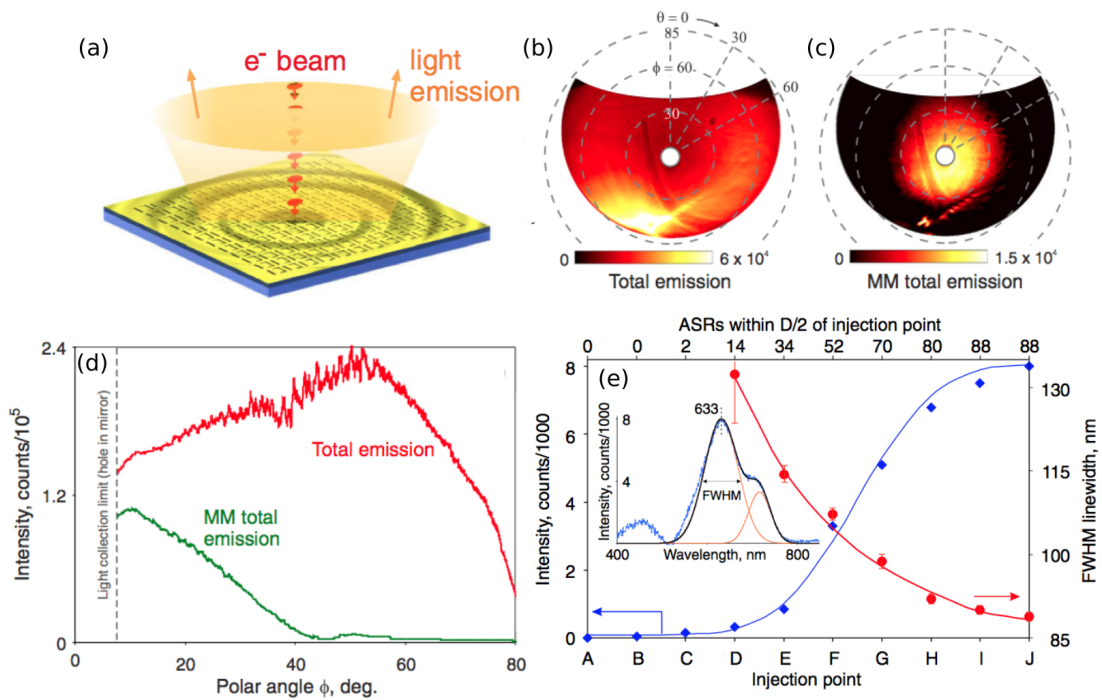 (a)
e- beam
light
emission
(b)
θ = 0
85
30
ϕ = 60
60
30
0
6 x 10⁴
Total emission
(c)
0
1.5 x 10⁴
MM total emission
(d)
2.4
1.2
0
Intensity, counts/10⁵
Light collection limit (hole in mirror)
Total emission
MM total
emission
0 20 40 60 80
Polar angle ϕ, deg.
ASRs within D/2 of injection point
0 0 2 14 34 52 70 80 88 88
(e)
8
6
4
2
0
Intensity, counts/1000
130
115
100
85
FWHM linewidth, nm
633
8
4
Intensity, counts/1000
FWHM
400 Wavelength, nm 800
A B C D E F G H I J
Injection point